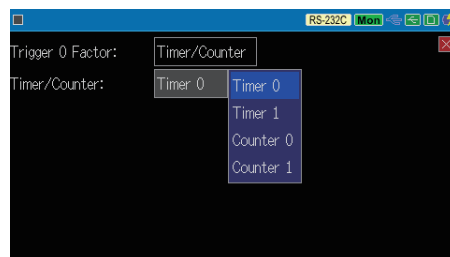 RS-232C Mon
Trigger 0 Factor: Timer/Counter
Timer/Counter: Timer 0
Timer 0
Timer 1
Counter 0
Counter 1